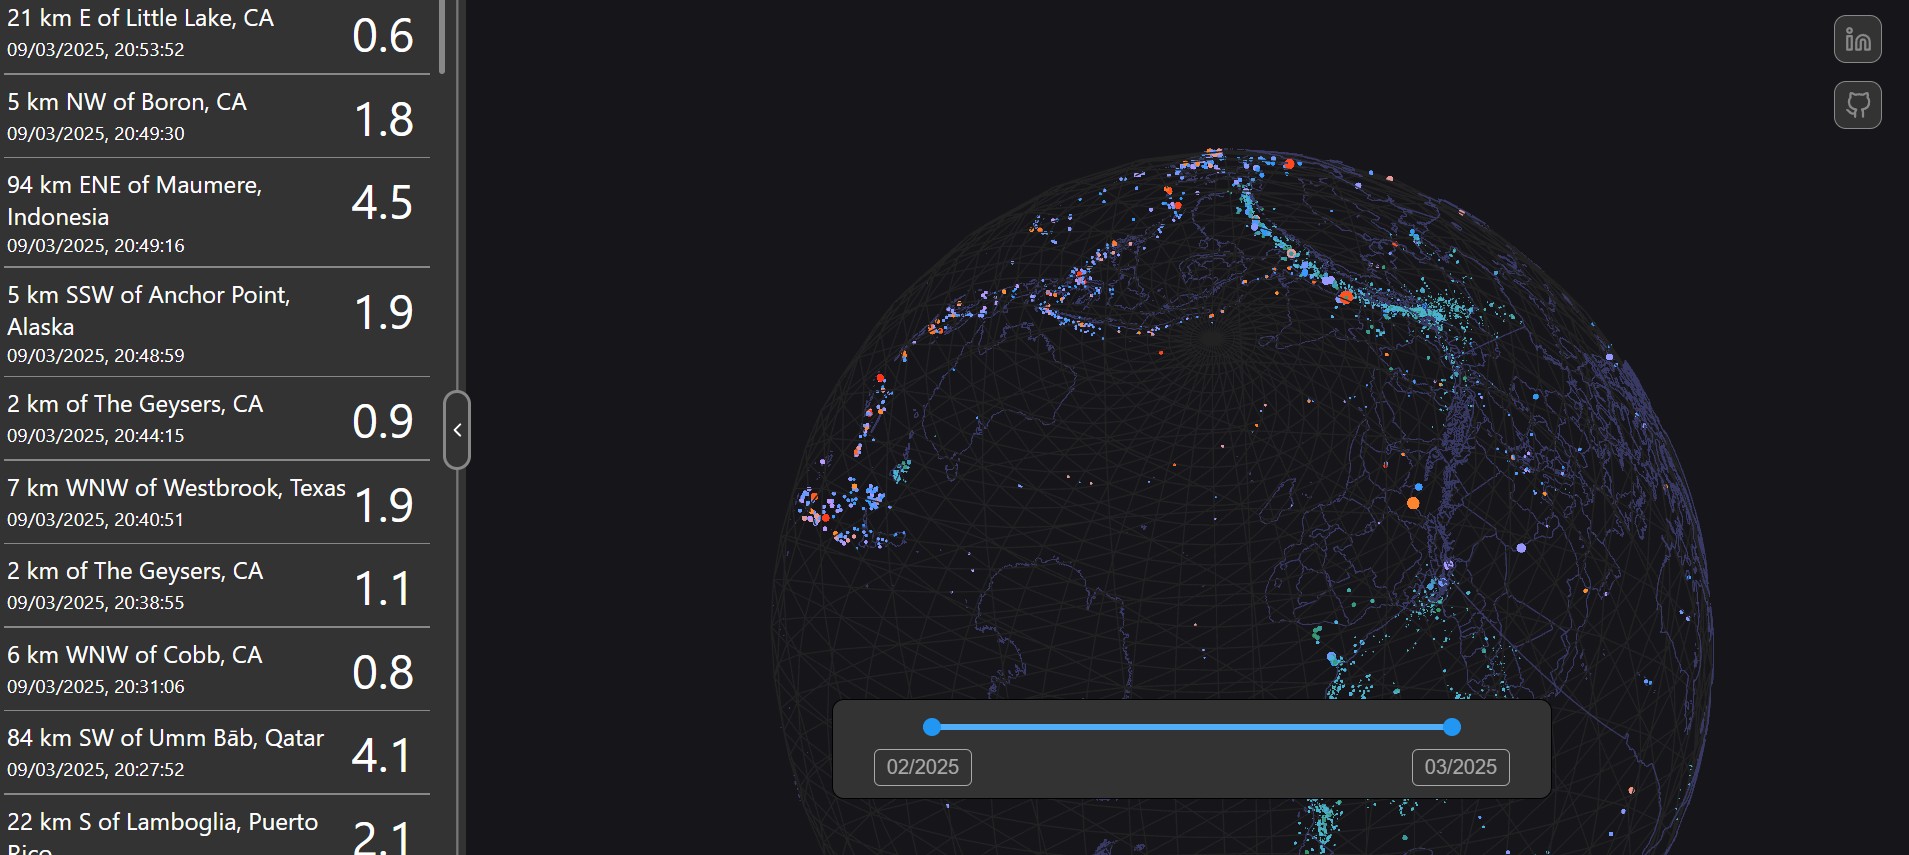 21 km E of Little Lake, CA
0.6
09/03/2025, 20:53:52
5 km NW of Boron, CA
1.8
09/03/2025, 20:49:30
94 km ENE of Maumere,
Indonesia
4.5
09/03/2025, 20:49:16
5 km SSW of Anchor Point,
Alaska
1.9
09/03/2025, 20:48:59
2 km of The Geysers, CA
0.9
09/03/2025, 20:44:15
7 km WNW of Westbrook, Texas
1.9
09/03/2025, 20:40:51
2 km of The Geysers, CA
1.1
09/03/2025, 20:38:55
6 km WNW of Cobb, CA
0.8
09/03/2025, 20:31:06
84 km SW of Umm Bāb, Qatar
4.1
09/03/2025, 20:27:52
22 km S of Lamboglia, Puerto
Rico
2.1
in
02/2025
03/2025